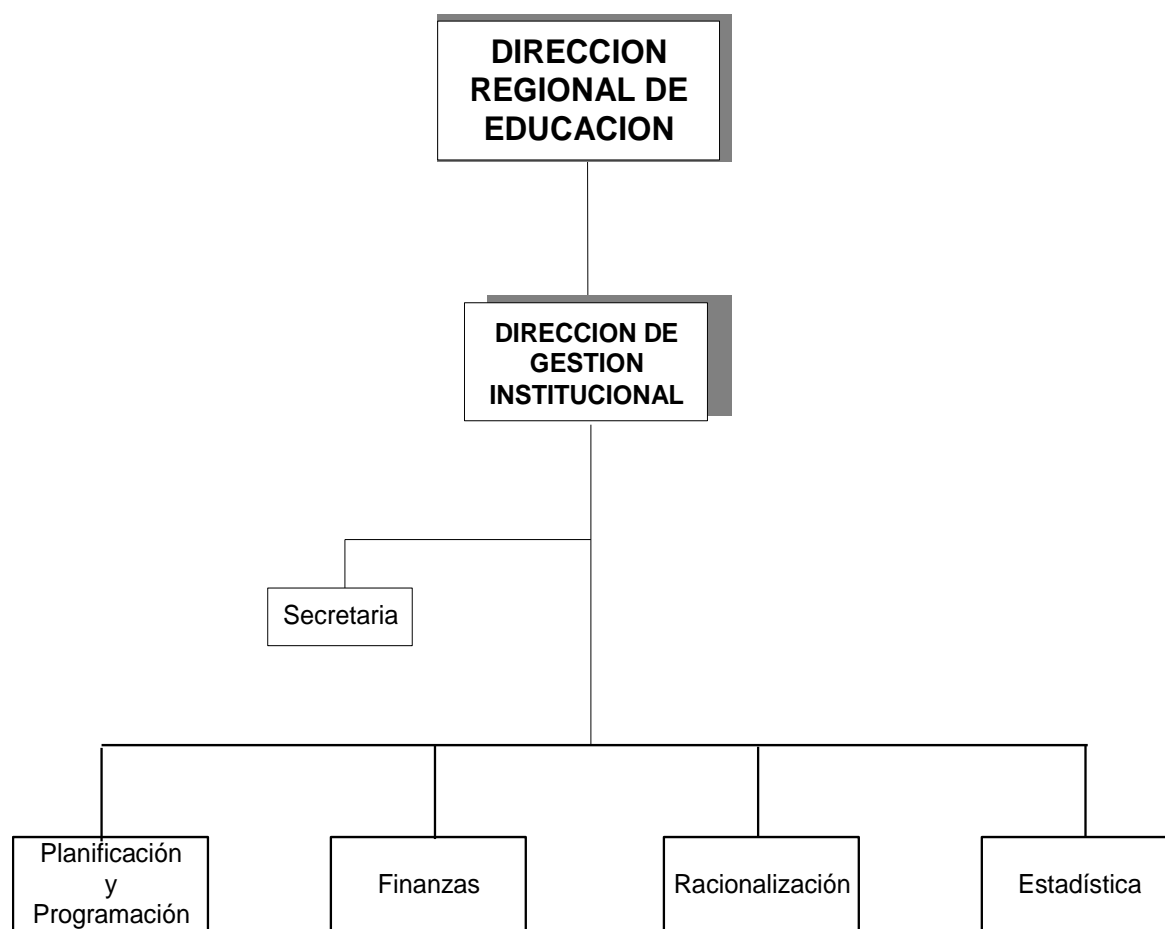 DIRECCION
REGIONAL DE
EDUCACION
DIRECCION DE
GESTION
INSTITUCIONAL
Secretaria
Planificación
y
Programación
Finanzas
Racionalización
Estadística